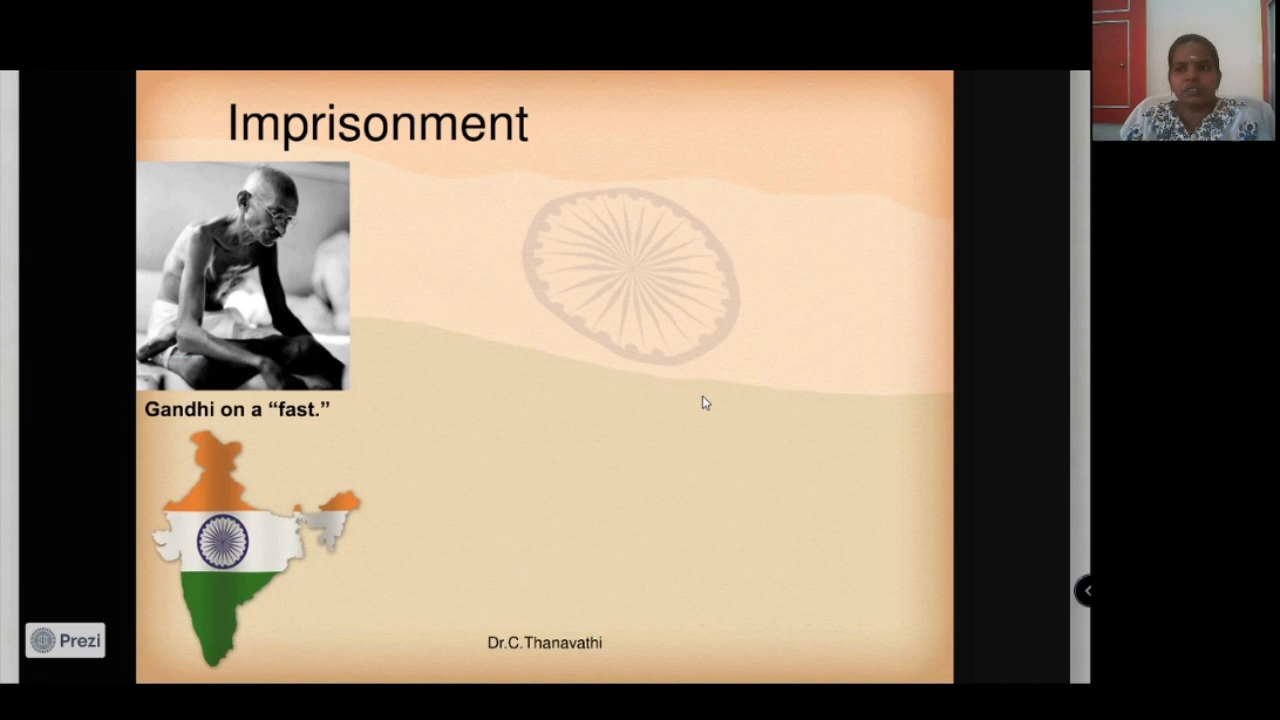 Imprisonment
Gandhi on a “fast.”
Prezi
Dr.C.Thanavathi